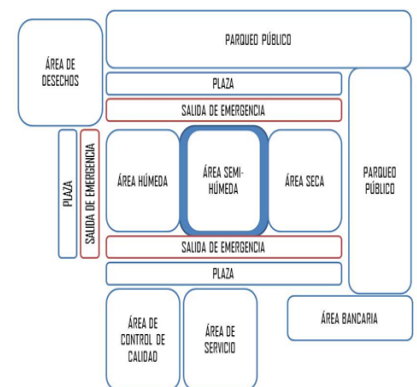 PARQUEO PÚBLICO
ÁREA DE
DESECHOS
PLAZA
SALIDA DE EMERGENCIA
PLAZA
SALIDA DE EMERGENCIA
ÁREA HÚMEDA
ÁREA SEMI-
HÚMEDA
ÁREA SECA
PARQUEO
PÚBLICO
SALIDA DE EMERGENCIA
PLAZA
ÁREA DE
CONTROL DE
CALIDAD
ÁREA DE
SERVICIO
ÁREA BANCARIA